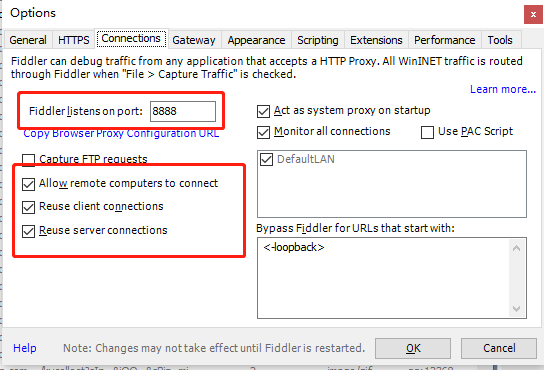 Options
General HTTPS Connections Gateway Appearance Scripting Extensions Performance Tools
Fiddler can debug traffic from any application that accepts a HTTP Proxy. All WinINET traffic is routed
through Fiddler when "File > Capture Traffic" is checked.
Learn more...
Fiddler listens on port: 8888
Act as system proxy on startup
Copy Browser Proxy Configuration URL
Monitor all connections Use PAC Script
Capture FTP requests
DefaultLAN
Allow remote computers to connect
Reuse client connections
Reuse server connections
Bypass Fiddler for URLs that start with:
<-loopback>
Help Note: Changes may not take effect until Fiddler is restarted. OK Cancel